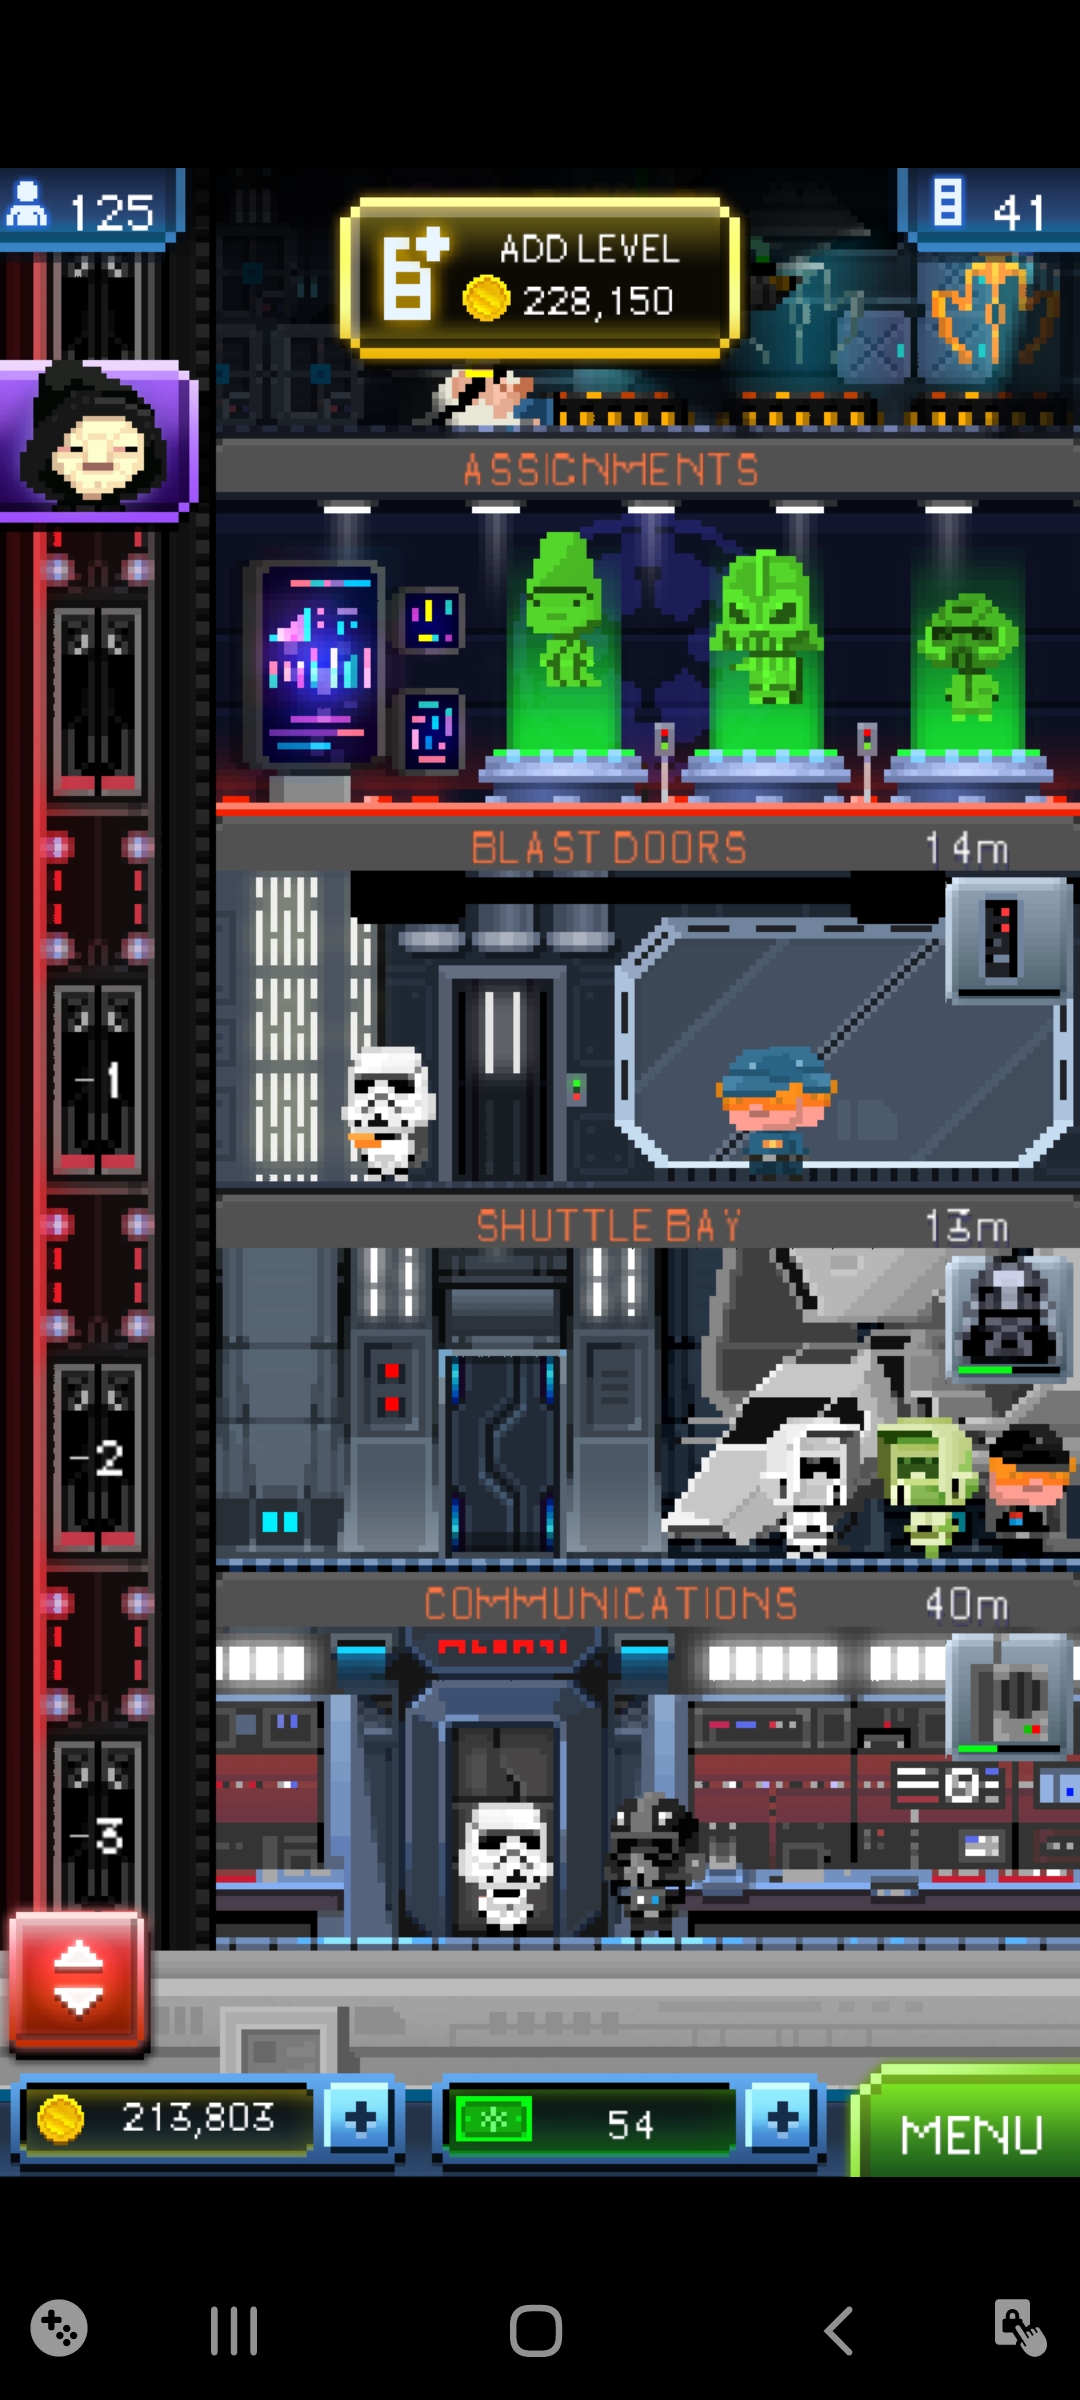 125
ADD LEVEL
228,150
41
ASSIGNMENTS
BLAST DOORS 14m
-1
SHUTTLE BAY 13m
-2
COMMUNICATIONS 40m
-3
213,803
54
MENU